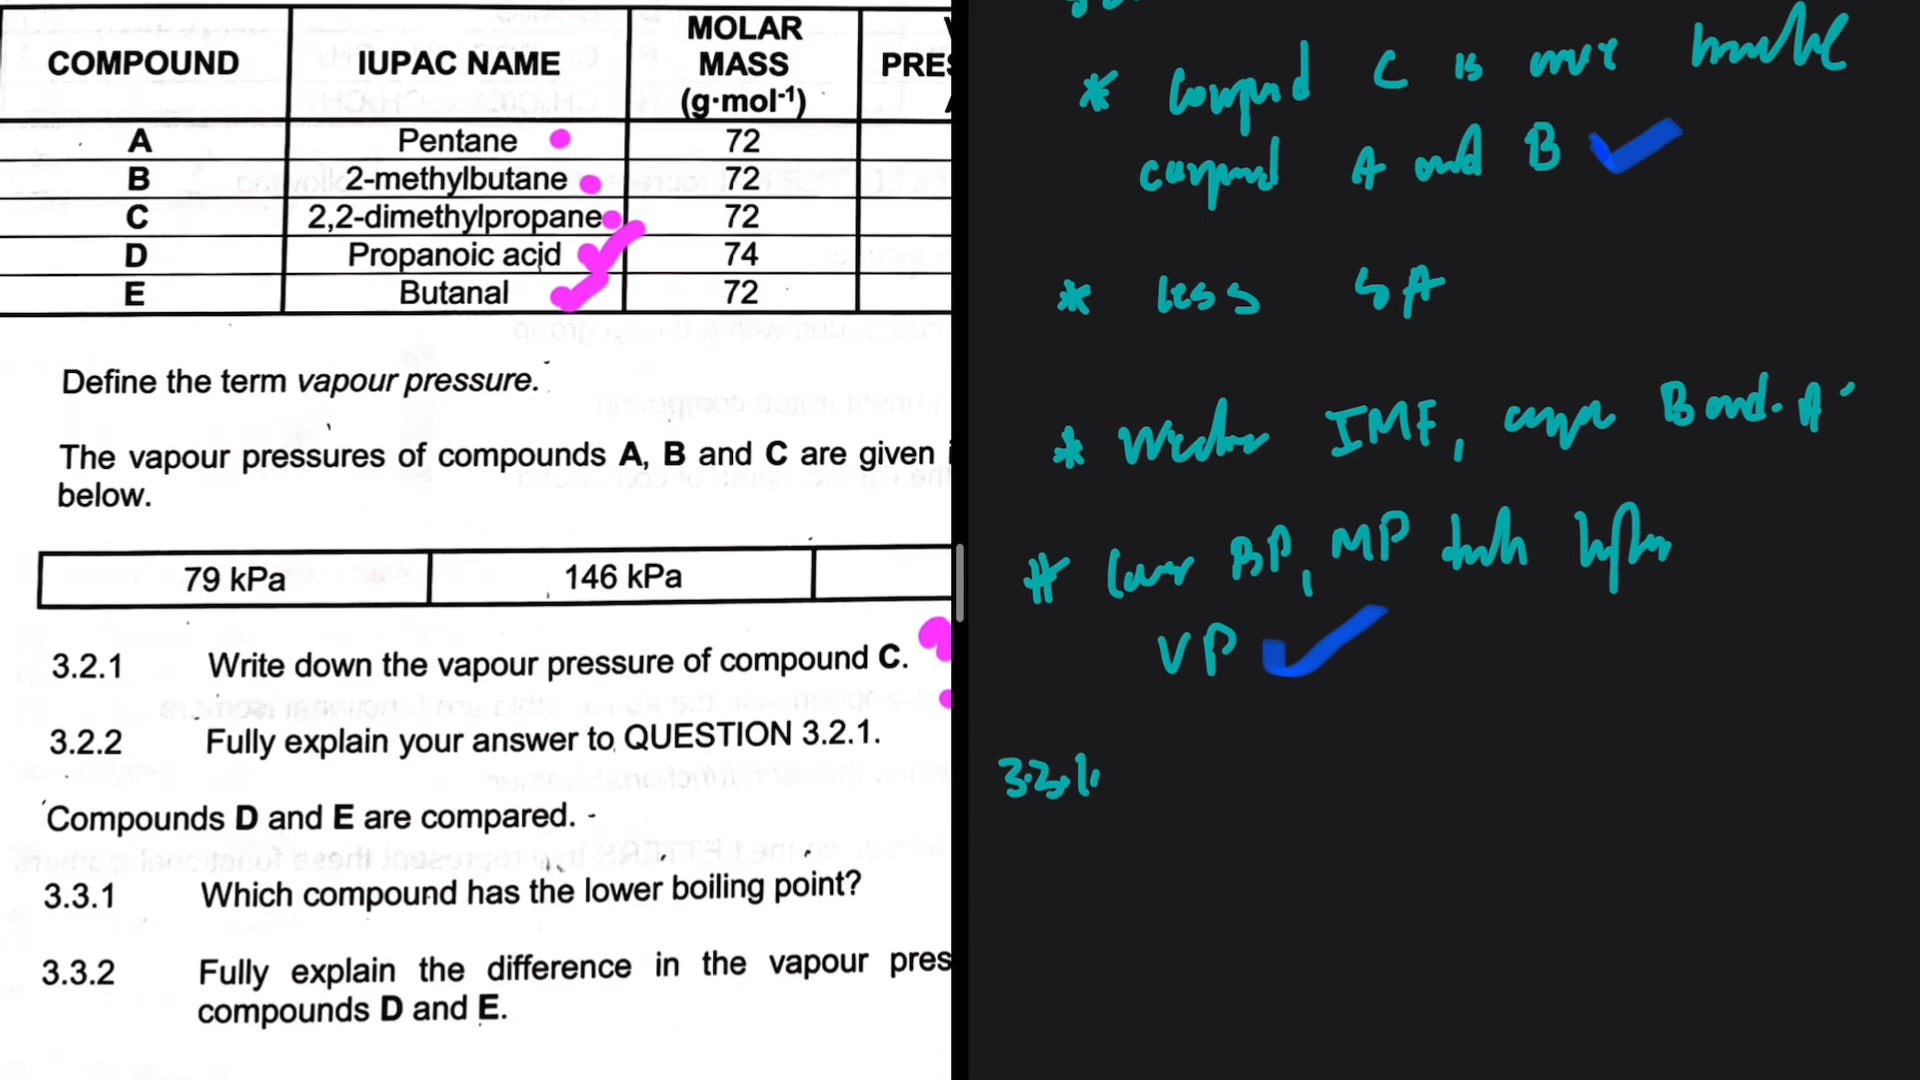 COMPOUND IUPAC NAME MOLAR MASS (g·mol-1) PRES
A Pentane 72
B 2-methylbutane 72
C 2,2-dimethylpropane 72
D Propanoic acid 74
E Butanal 72
Define the term vapour pressure.
The vapour pressures of compounds A, B and C are given
below.
79 kPa 146 kPa
3.2.1 Write down the vapour pressure of compound C.
3.2.2 Fully explain your answer to QUESTION 3.2.1.
Compounds D and E are compared. -
3.3.1 Which compound has the lower boiling point?
3.3.2 Fully explain the difference in the vapour pres
compounds D and E.
* C is more
A and B
* less SA
* IMF, B and A
* lower BP, MP
VP
3.3.1.